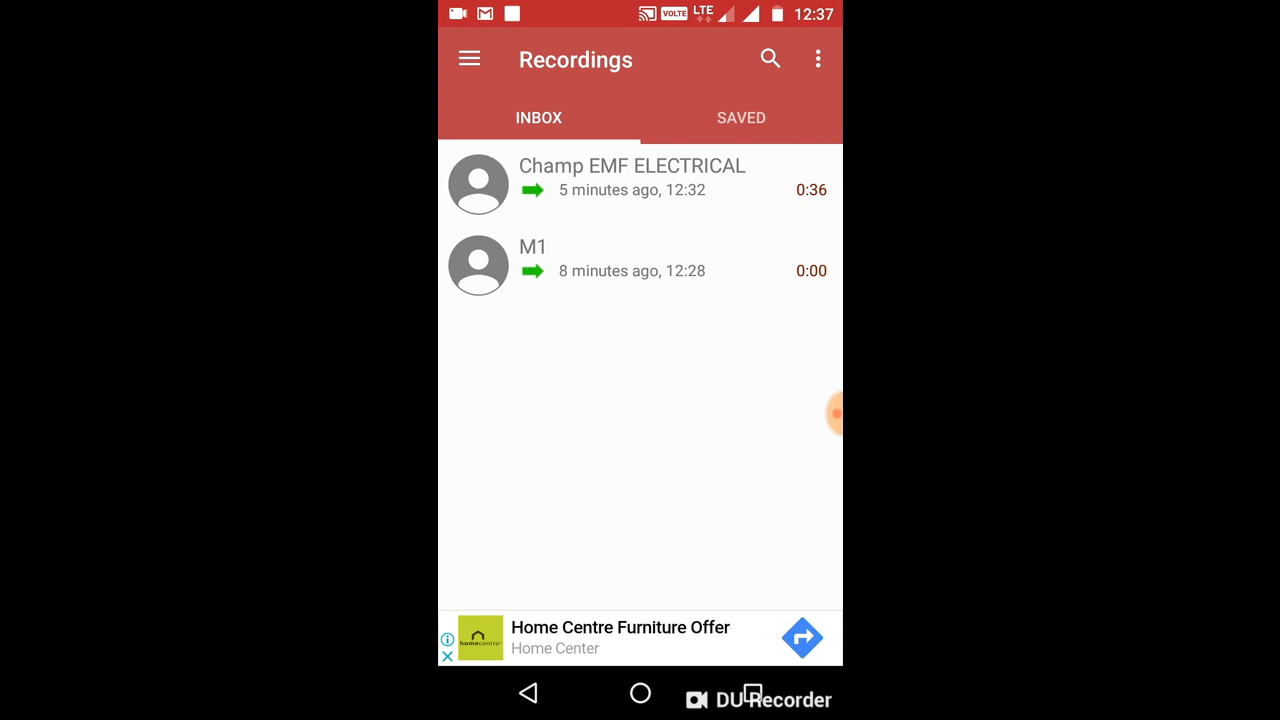 VOLTE LTE 12:37
Recordings
INBOX SAVED
Champ EMF ELECTRICAL
5 minutes ago, 12:32 0:36
M1
8 minutes ago, 12:28 0:00
Home Centre Furniture Offer
homecentre
Home Center
DU Recorder